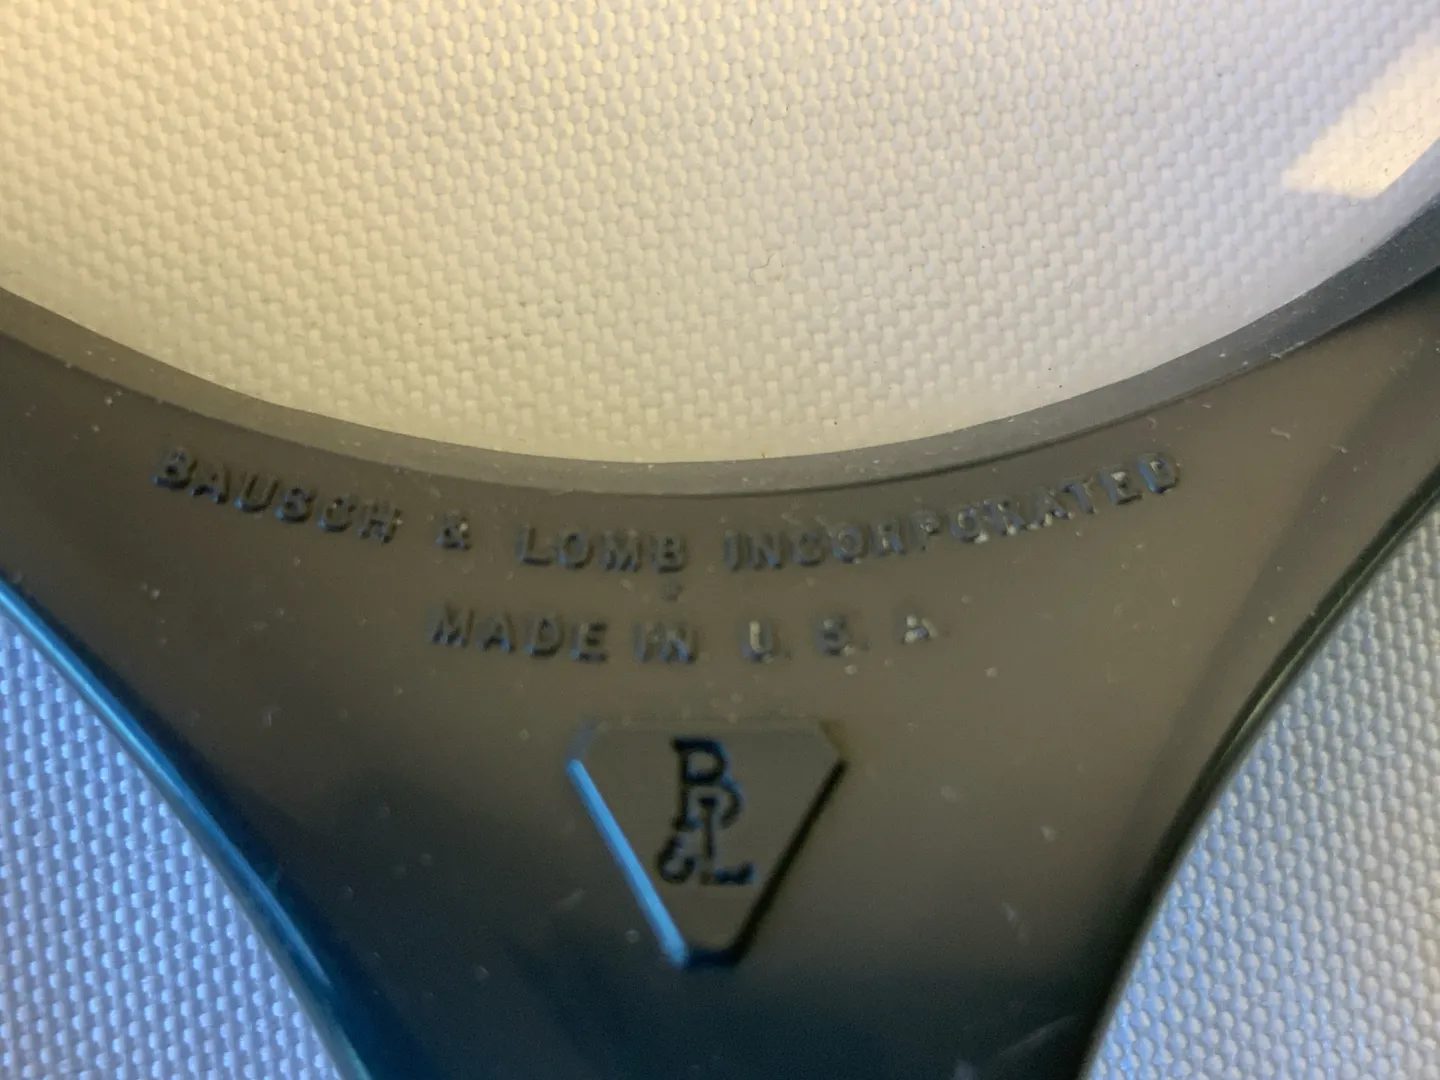 BAUSCH & LOMB INCORPORATED
MADE IN U. S. A
B&L